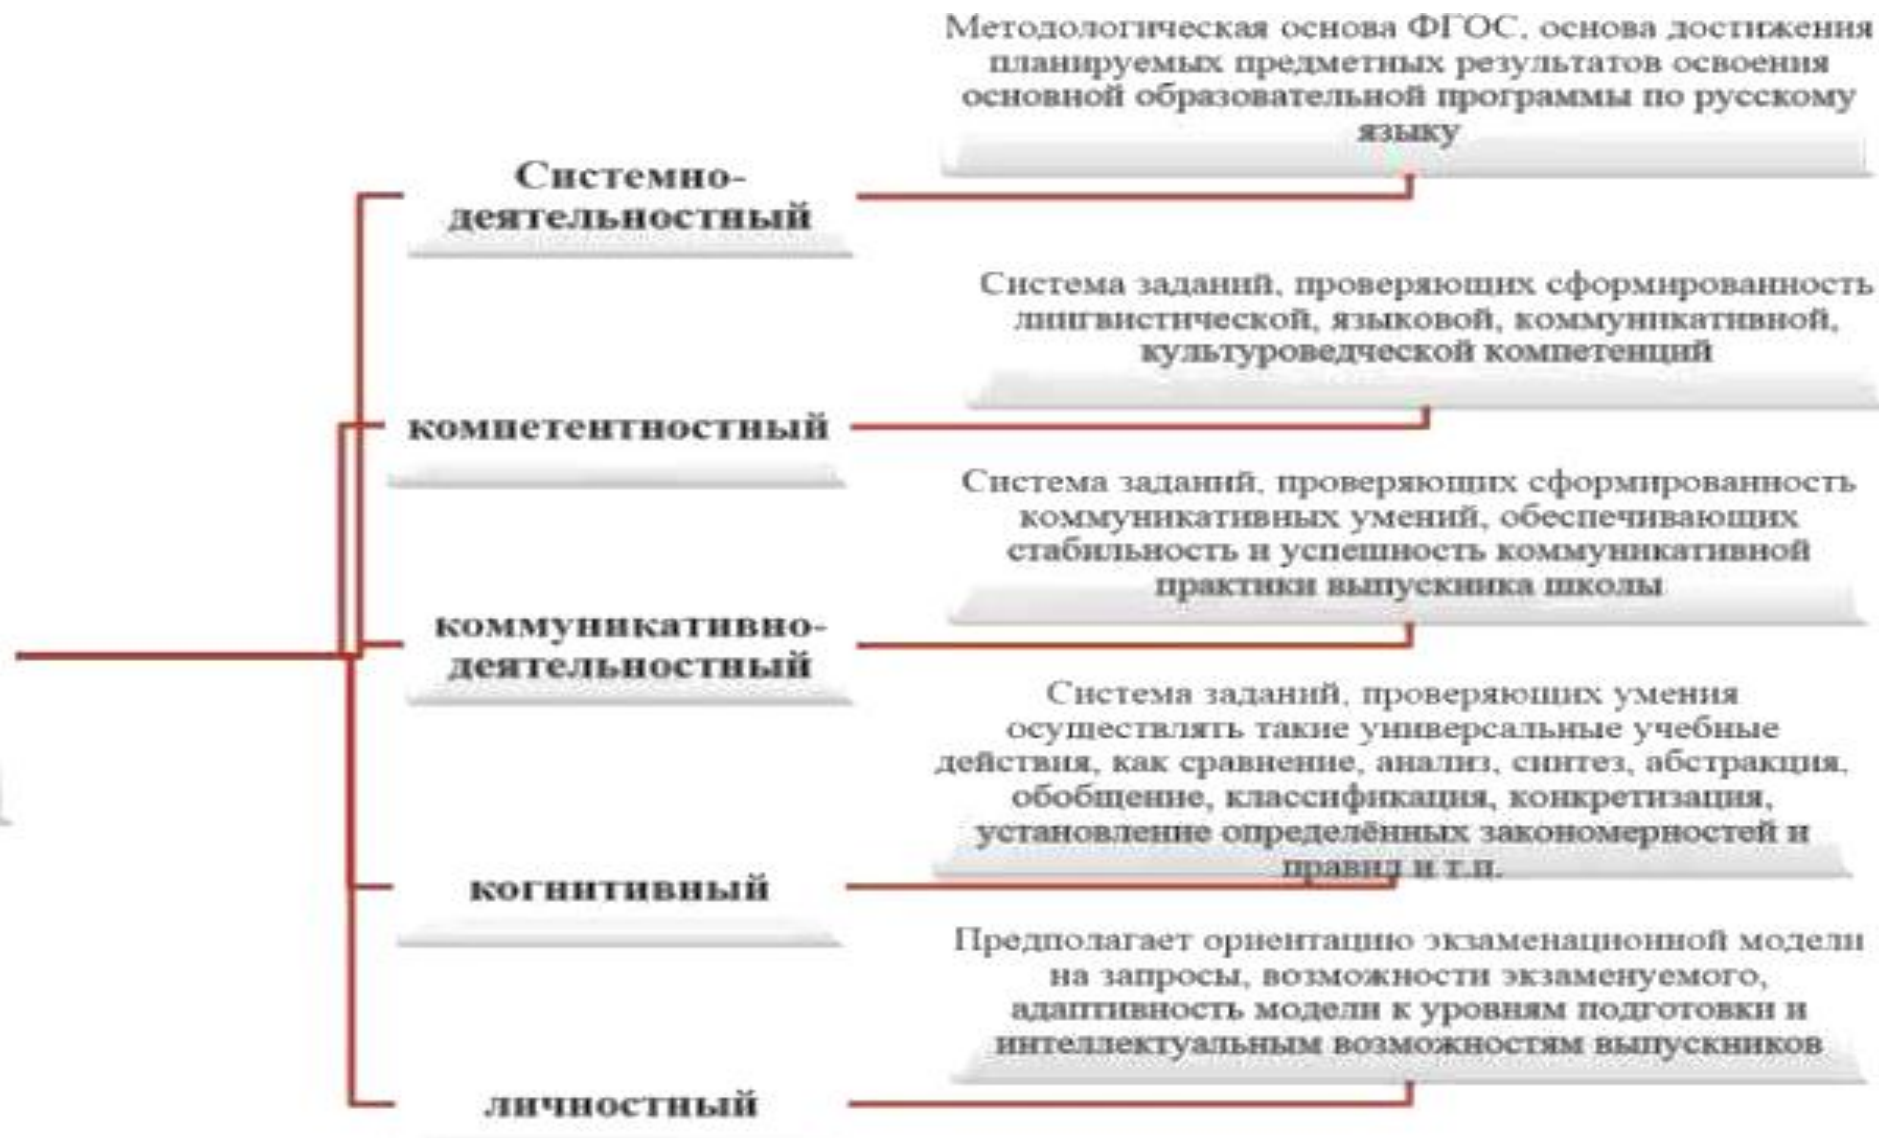 Методологическая основа ФГОС, основа достижения
планируемых предметных результатов освоения
основной образовательной программы по русскому
языку
Системно-
деятельностный
Система заданий, проверяющих сформированность
лингвистической, языковой, коммуникативной,
культуроведческой компетенций
компетентностный
Система заданий, проверяющих сформированность
коммуникативных умений, обеспечивающих
стабильность и успешность коммуникативной
практики выпускника школы
коммуникативно-
деятельностный
Система заданий, проверяющих умения
осуществлять такие универсальные учебные
действия, как сравнение, анализ, синтез, абстракция,
обобщение, классификация, конкретизация,
установление определённых закономерностей и
правил и т.п.
когнитивный
Предполагает ориентацию экзаменационной модели
на запросы, возможности экзаменуемого,
адаптивность модели к уровням подготовки и
интеллектуальным возможностям выпускников
личностный